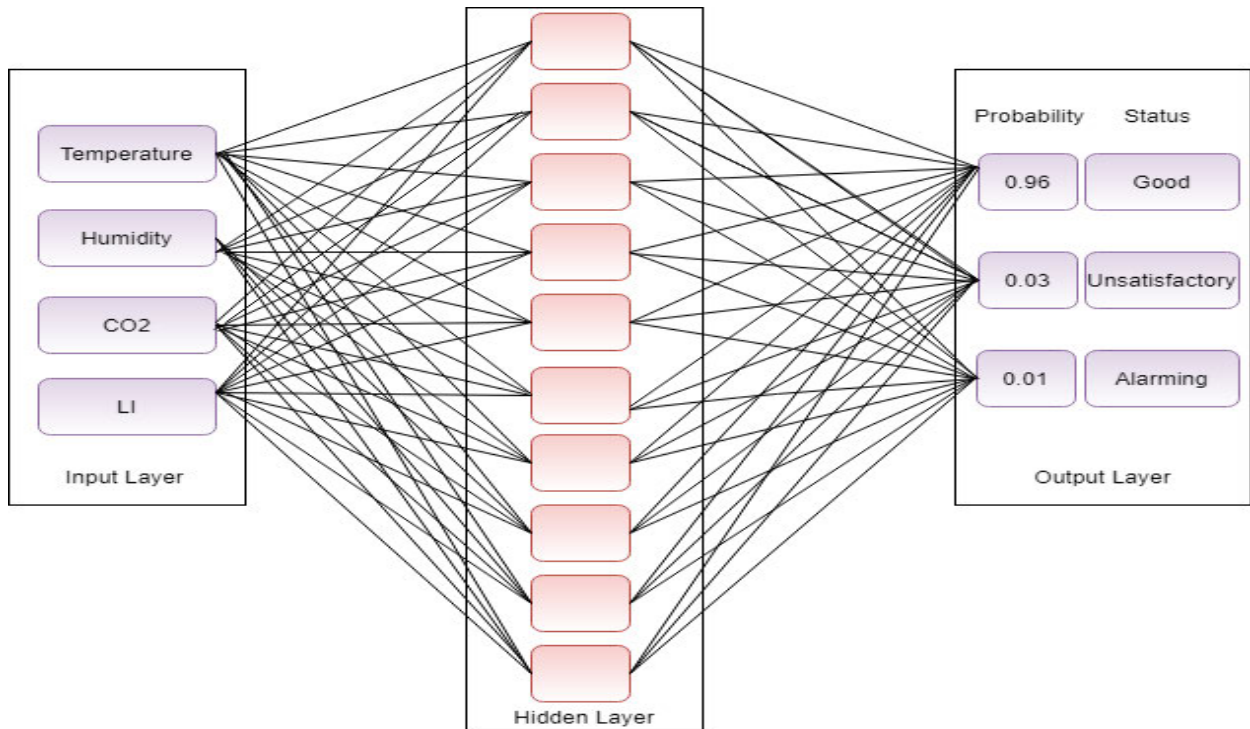 Temperature
Humidity
CO2
LI
Input Layer
Hidden Layer
Probability Status
0.96 Good
0.03 Unsatisfactory
0.01 Alarming
Output Layer